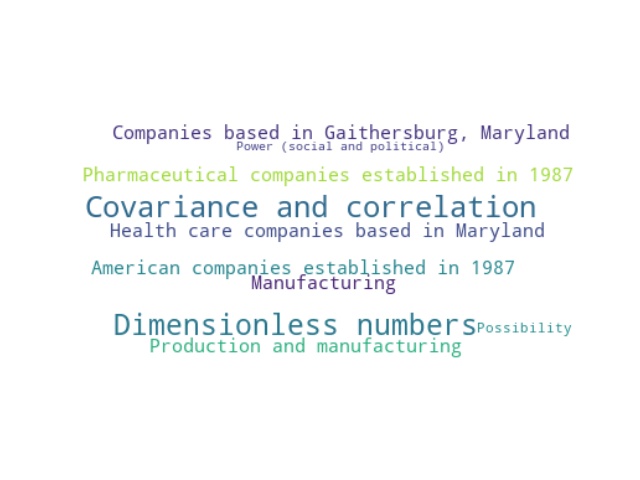 Companies based in Gaithersburg, Maryland
Power (social and political)
Pharmaceutical companies established in 1987
Covariance and correlation
Health care companies based in Maryland
American companies established in 1987
Manufacturing
Dimensionless numbers
Possibility
Production and manufacturing